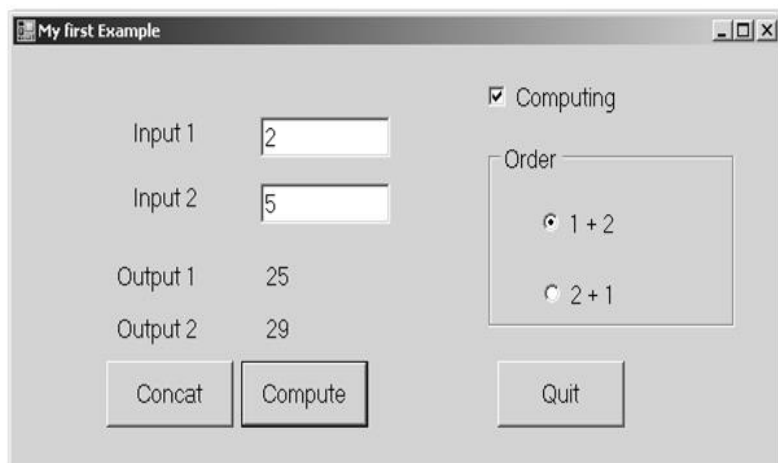 My first Example
Computing
Input 1 2
Order
Input 2 5
1 + 2
Output 1 25
2 + 1
Output 2 29
Concat Compute Quit